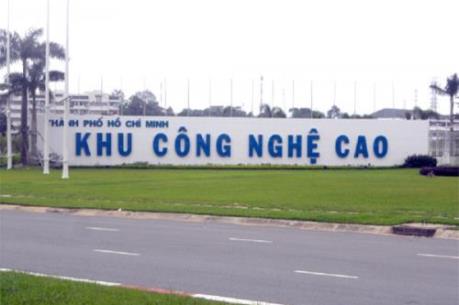 THÀNH PHỐ HỒ CHÍ MINH
KHU CÔNG NGHỆ CAO